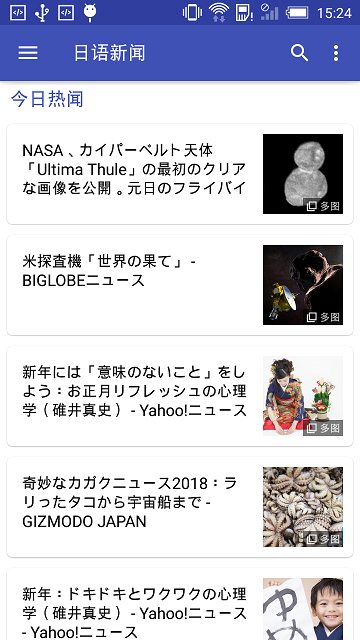 15:24
日语新闻
今日热闻
NASA、カイパーベルト天体
「Ultima Thule」の最初のクリア
な画像を公開。元日のフライバイ
多图
米探査機「世界の果て」 -
BIGLOBEニュース
多图
新年には「意味のないこと」をし
よう：お正月リフレッシュの心理
学（碓井真史） - Yahoo!ニュース
多图
奇妙なカガクニュース2018：ラ
リったタコから宇宙船まで -
GIZMODO JAPAN
多图
新年：ドキドキとワクワクの心理
学（碓井真史） - Yahoo!ニュース
- Yahoo!ニュース
多图